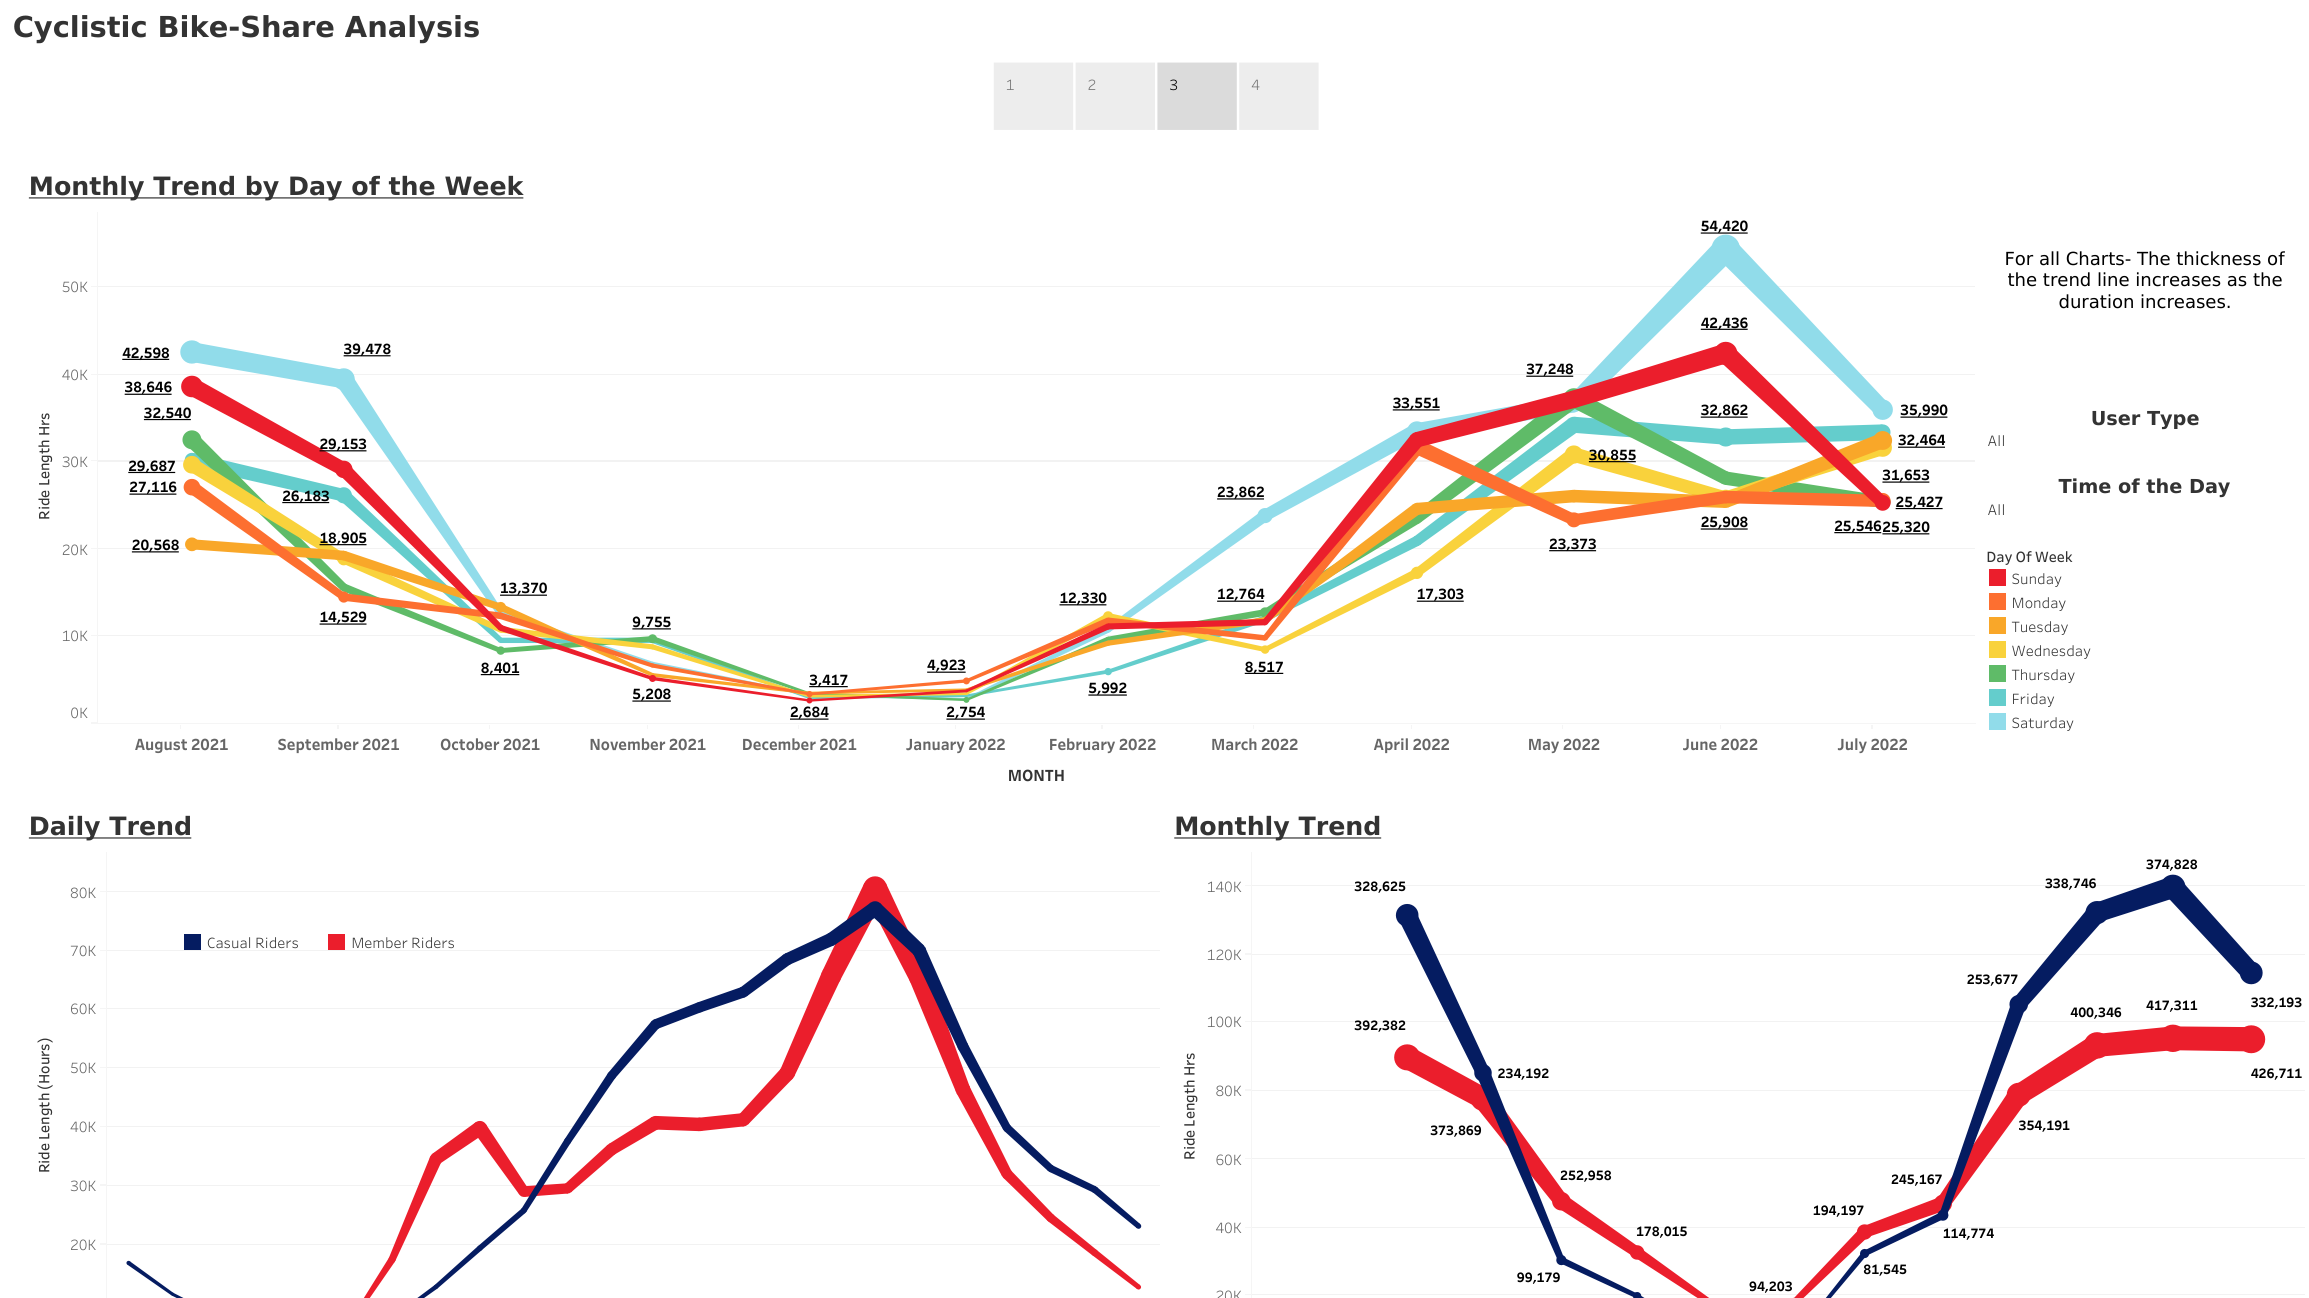 Cyclistic Bike-Share Analysis
1 2 3 4
Monthly Trend by Day of the Week
Ride Length Hrs
50K
40K
30K
20K
10K
0K
42,598
38,646
32,540
29,687
27,116
20,568
39,478
29,153
26,183
18,905
14,529
13,370
8,401
9,755
5,208
3,417
2,684
4,923
2,754
12,330
5,992
23,862
12,764
8,517
33,551
17,303
37,248
30,855
23,373
54,420
42,436
32,862
25,908
35,990
32,464
31,653
25,427
25,546 25,320
August 2021 September 2021 October 2021 November 2021 December 2021 January 2022 February 2022 March 2022 April 2022 May 2022 June 2022 July 2022
MONTH
For all Charts- The thickness of
the trend line increases as the
duration increases.
User Type
All
Time of the Day
All
Day Of Week
Sunday
Monday
Tuesday
Wednesday
Thursday
Friday
Saturday
Daily Trend
Ride Length (Hours)
80K
70K
60K
50K
40K
30K
20K
Casual Riders Member Riders
Monthly Trend
Ride Length Hrs
140K
120K
100K
80K
60K
40K
20K
328,625
392,382
234,192
373,869
252,958
99,179
178,015
94,203
194,197
81,545
245,167
114,774
253,677
354,191
338,746
400,346
374,828
417,311
332,193
426,711